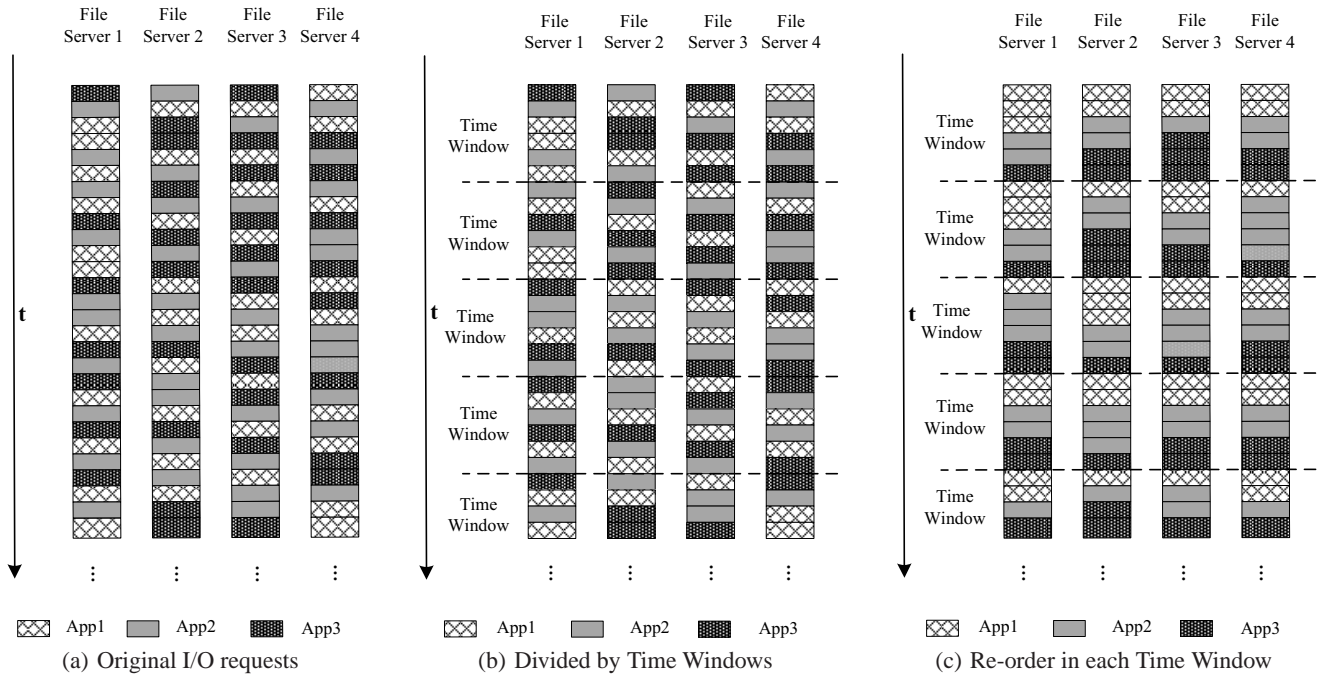 File Server 1
File Server 2
File Server 3
File Server 4
t
Time Window
Time Window
Time Window
Time Window
Time Window
...
...
...
...
App1 App2 App3
(a) Original I/O requests
File Server 1
File Server 2
File Server 3
File Server 4
t
(b) Divided by Time Windows
App1 App2 App3
...
...
...
...
File Server 1
File Server 2
File Server 3
File Server 4
Time Window
Time Window
Time Window
Time Window
Time Window
t
...
...
...
...
App1 App2 App3
(c) Re-order in each Time Window